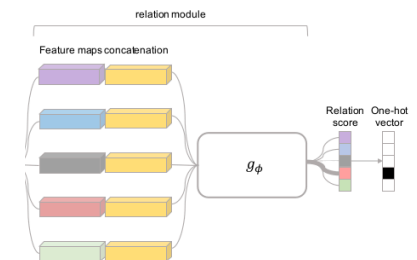 relation module
Feature maps concatenation
Relation score
One-hot vector
gϕ